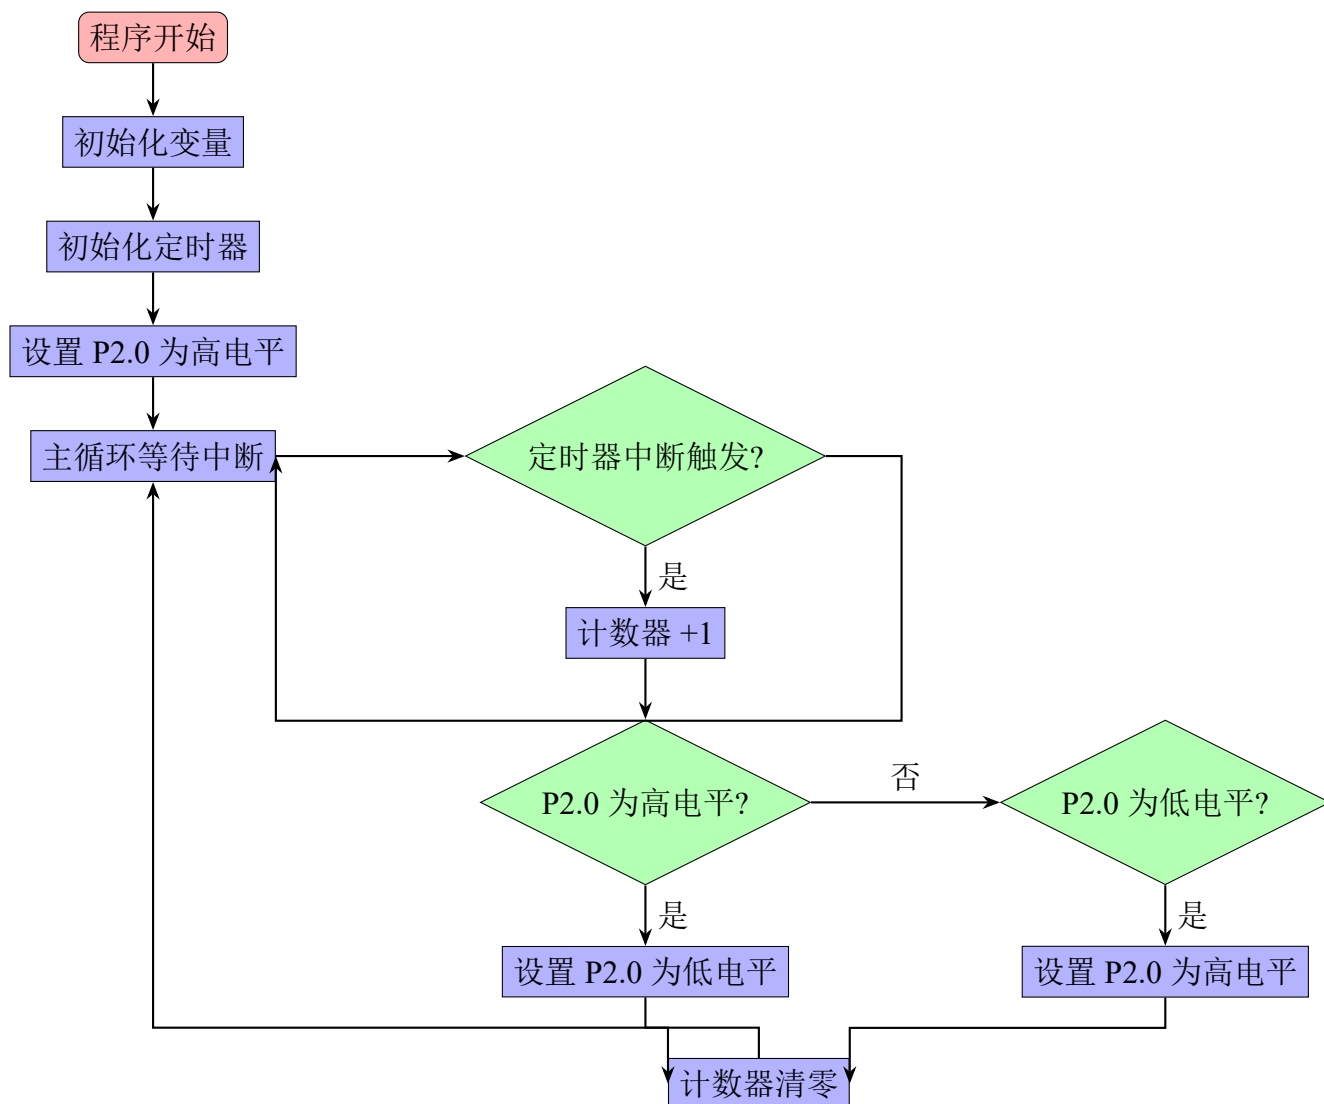 程序开始
初始化变量
初始化定时器
设置 P2.0 为高电平
主循环等待中断
定时器中断触发?
是
计数器 +1
P2.0 为高电平?
否
P2.0 为低电平?
是
是
设置 P2.0 为低电平
设置 P2.0 为高电平
计数器清零